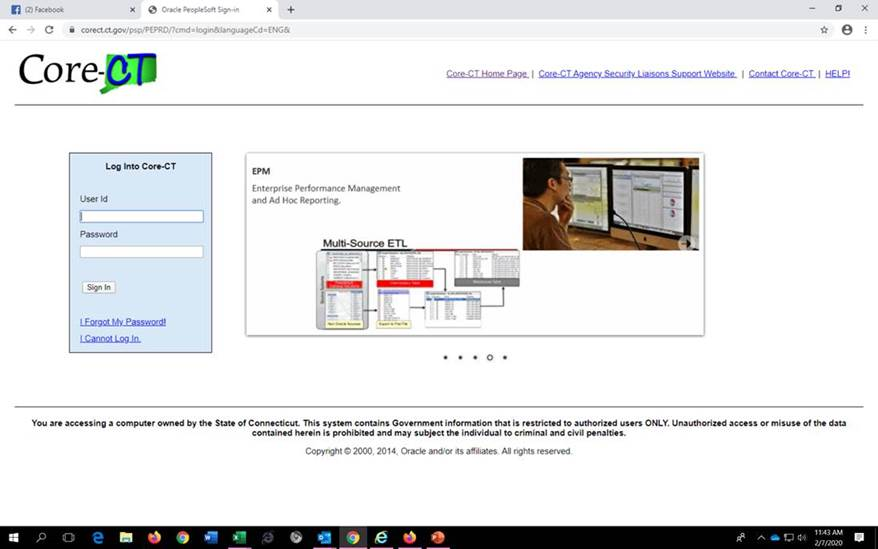 (2) Facebook
Oracle PeopleSoft Sign-in
corect.ct.gov/psp/PEPRD/?cmd=login&languageCd=ENG&
Core-CT
Core-CT Home Page | Core-CT Agency Security Liaisons Support Website | Contact Core-CT | HELP!
Log Into Core-CT
User Id
Password
Sign In
I Forgot My Password!
I Cannot Log In.
EPM
Enterprise Performance Management
and Ad Hoc Reporting.
Multi-Source ETL
You are accessing a computer owned by the State of Connecticut. This system contains Government information that is restricted to authorized users ONLY. Unauthorized access or misuse of the data
contained herein is prohibited and may subject the individual to criminal and civil penalties.
Copyright © 2000, 2014, Oracle and/or its affiliates. All rights reserved.
11:43 AM
2/7/2020